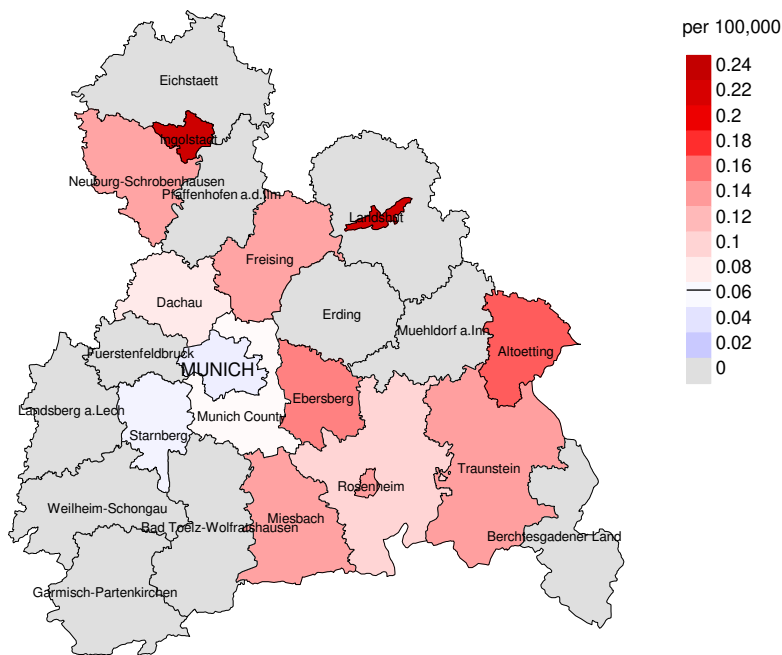 per 100,000
0.24
0.22
0.2
0.18
0.16
0.14
0.12
0.1
0.08
0.06
0.04
0.02
0
Eichstaett
Ingolstadt
Neuburg-Schrobenhausen
Pfaffenhofen a.d.Ilm
Landshut
Freising
Dachau
Erding
Muehldorf a.Inn
Altoetting
Fuerstenfeldbruck
MUNICH
Ebersberg
Landsberg a.Lech
Munich County
Starnberg
Traunstein
Rosenheim
Weilheim-Schongau
Miesbach
Bad Toelz-Wolfratshausen
Berchtesgadener Land
Garmisch-Partenkirchen